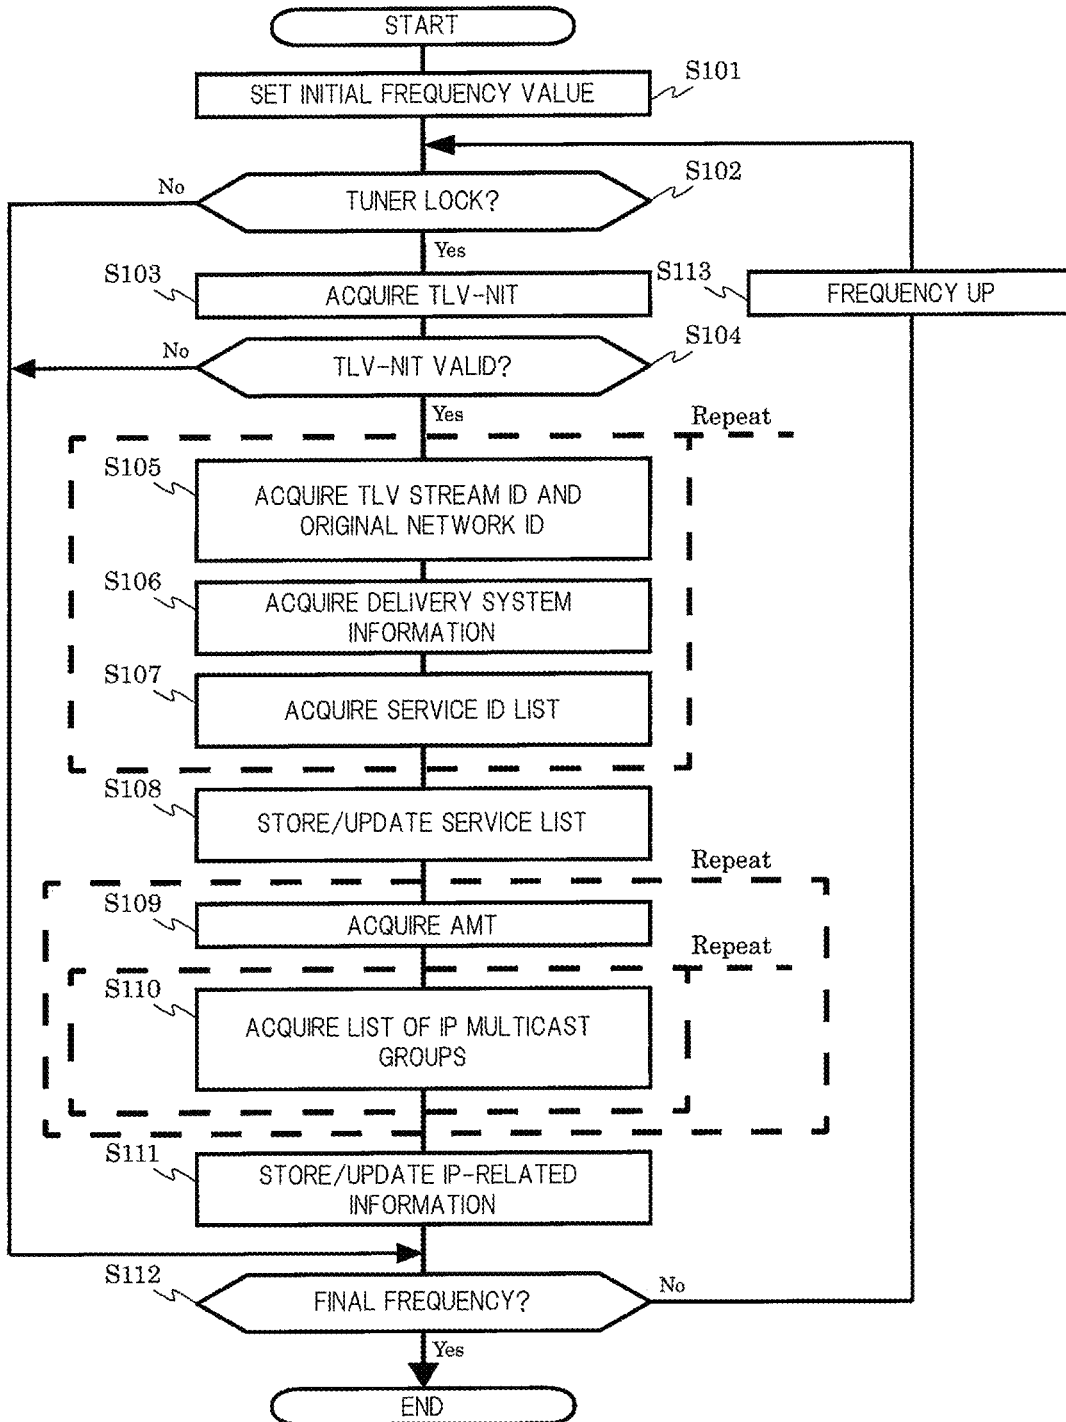 START
SET INITIAL FREQUENCY VALUE
S101
TUNER LOCK?
S102
No
Yes
S103
ACQUIRE TLV-NIT
S113
FREQUENCY UP
TLV-NIT VALID?
S104
No
Yes
Repeat
S105
ACQUIRE TLV STREAM ID AND
ORIGINAL NETWORK ID
S106
ACQUIRE DELIVERY SYSTEM
INFORMATION
S107
ACQUIRE SERVICE ID LIST
S108
STORE/UPDATE SERVICE LIST
Repeat
S109
ACQUIRE AMT
Repeat
S110
ACQUIRE LIST OF IP MULTICAST
GROUPS
S111
STORE/UPDATE IP-RELATED
INFORMATION
S112
FINAL FREQUENCY?
No
Yes
END